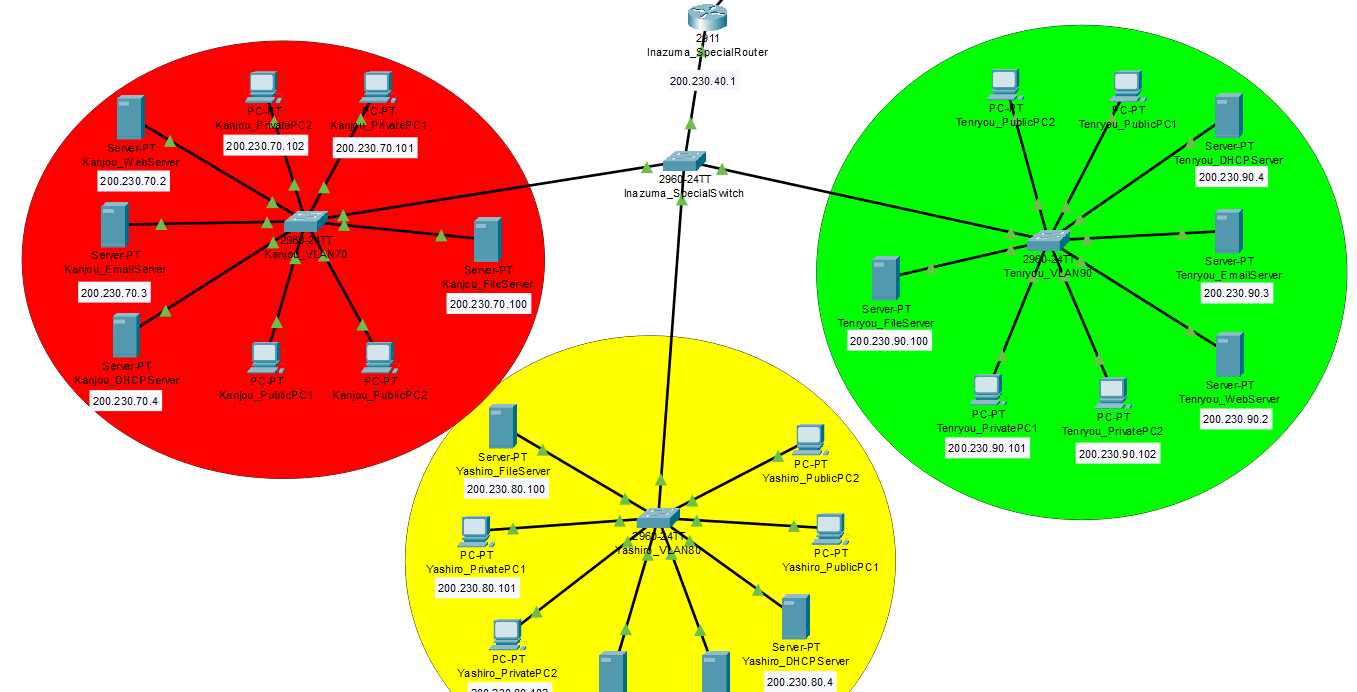 2911
Inazuma_SpecialRouter
200.230.40.1
2960-24TT
Inazuma_SpecialSwitch
PC-PT
Kanjou_PrivatePC2
200.230.70.102
PC-PT
Kanjou_PrivatePC1
200.230.70.101
Server-PT
Kanjou_WebServer
200.230.70.2
Server-PT
Kanjou_EmailServer
200.230.70.3
2960-24TT
Kanjou_VLAN70
Server-PT
Kanjou_FileServer
200.230.70.100
Server-PT
Kanjou_DHCPServer
200.230.70.4
PC-PT
Kanjou_PublicPC1
PC-PT
Kanjou_PublicPC2
PC-PT
Tenryou_PublicPC2
PC-PT
Tenryou_PublicPC1
Server-PT
Tenryou_DHCPServer
200.230.90.4
2960-24TT
Tenryou_VLAN90
Server-PT
Tenryou_EmailServer
200.230.90.3
Server-PT
Tenryou_FileServer
200.230.90.100
Server-PT
Tenryou_WebServer
200.230.90.2
PC-PT
Tenryou_PrivatePC1
200.230.90.101
PC-PT
Tenryou_PrivatePC2
200.230.90.102
Server-PT
Yashiro_FileServer
200.230.80.100
PC-PT
Yashiro_PublicPC2
2960-24TT
Yashiro_VLAN80
PC-PT
Yashiro_PrivatePC1
200.230.80.101
PC-PT
Yashiro_PublicPC1
PC-PT
Yashiro_PrivatePC2
200.230.80.102
Server-PT
Yashiro_DHCPServer
200.230.80.4